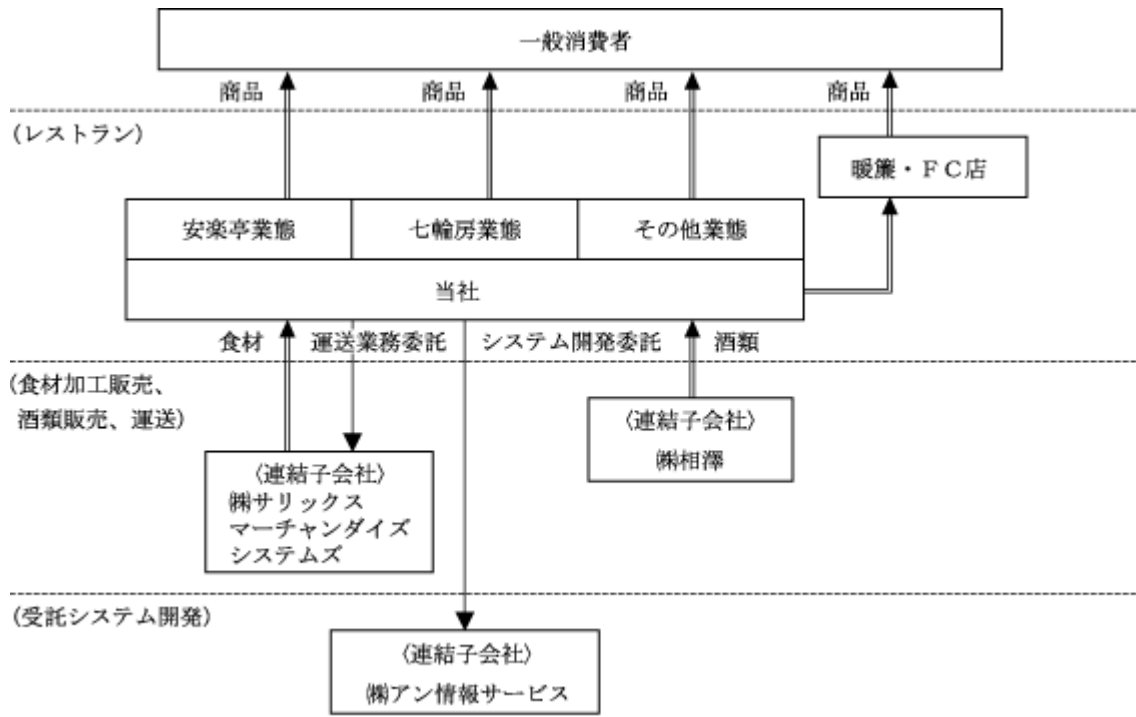 一般消費者
商品
商品
商品
商品
(レストラン)
暖簾・ＦＣ店
安楽亭業態
七輪房業態
その他業態
当社
食材
運送業務委託
システム開発委託
酒類
(食材加工販売、
酒類販売、運送)
〈連結子会社〉
㈱相澤
〈連結子会社〉
㈱サリックス
マーチャンダイズ
システムズ
(受託システム開発)
〈連結子会社〉
㈱アン情報サービス